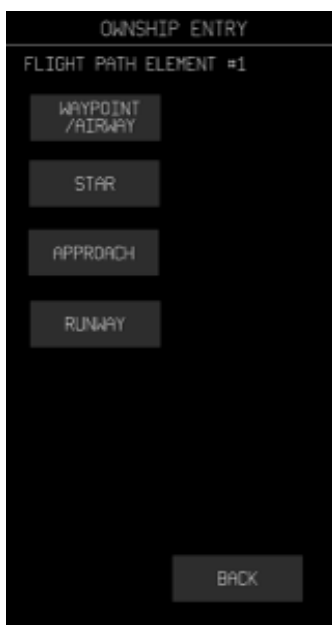 OWNSHIP ENTRY
FLIGHT PATH ELEMENT #1
WAYPOINT
/AIRWAY
STAR
APPROACH
RUNWAY
BACK